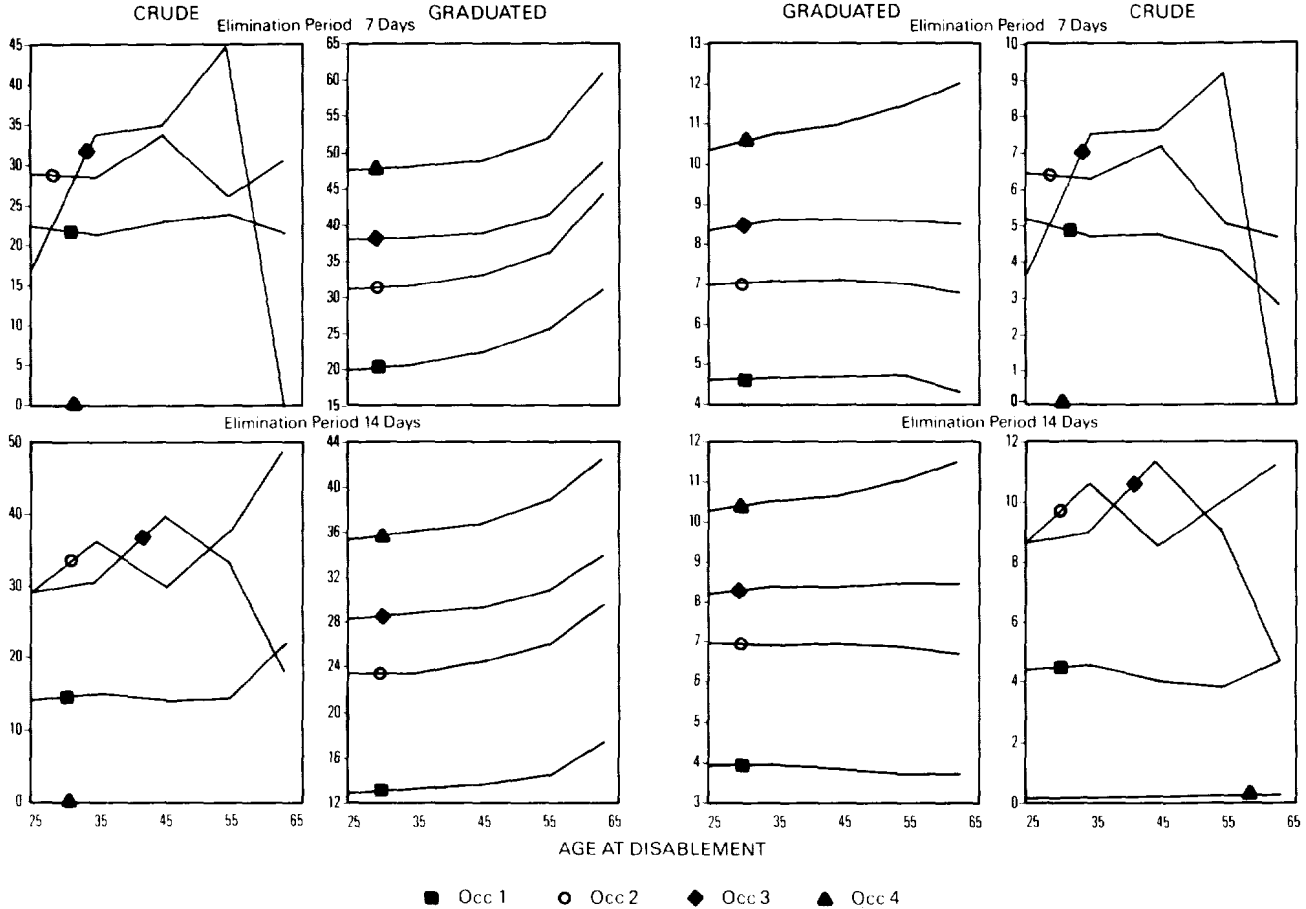 CRUDE GRADUATED GRADUATED CRUDE
Elimination Period 7 Days Elimination Period 7 Days
45 65 13 10
40 60 12 9
35 55 11 8
30 50 10 7
25 45 9 6
20 40 8 5
15 35 7 4
10 30 6 3
5 25 5 2
0 20 4 1
15 0
Elimination Period 14 Days Elimination Period 14 Days
50 44 12 12
40 40 11 10
30 36 10 8
20 32 9 6
10 28 8 4
0 24 7 2
20 6 0
16 5
12 4
3
25 35 45 55 65 25 35 45 55 65 25 35 45 55 65 25 35 45 55 65
AGE AT DISABLEMENT
Occ 1 Occ 2 Occ 3 Occ 4